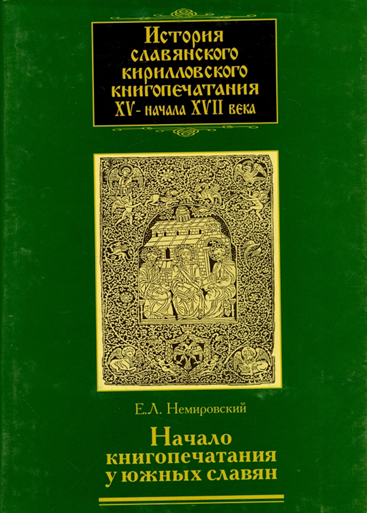 История
славянского
кирилловского
книгопечатания
XV - начала XVII века
Е.Л. Немировский
Начало
книгопечатания
у южных славян